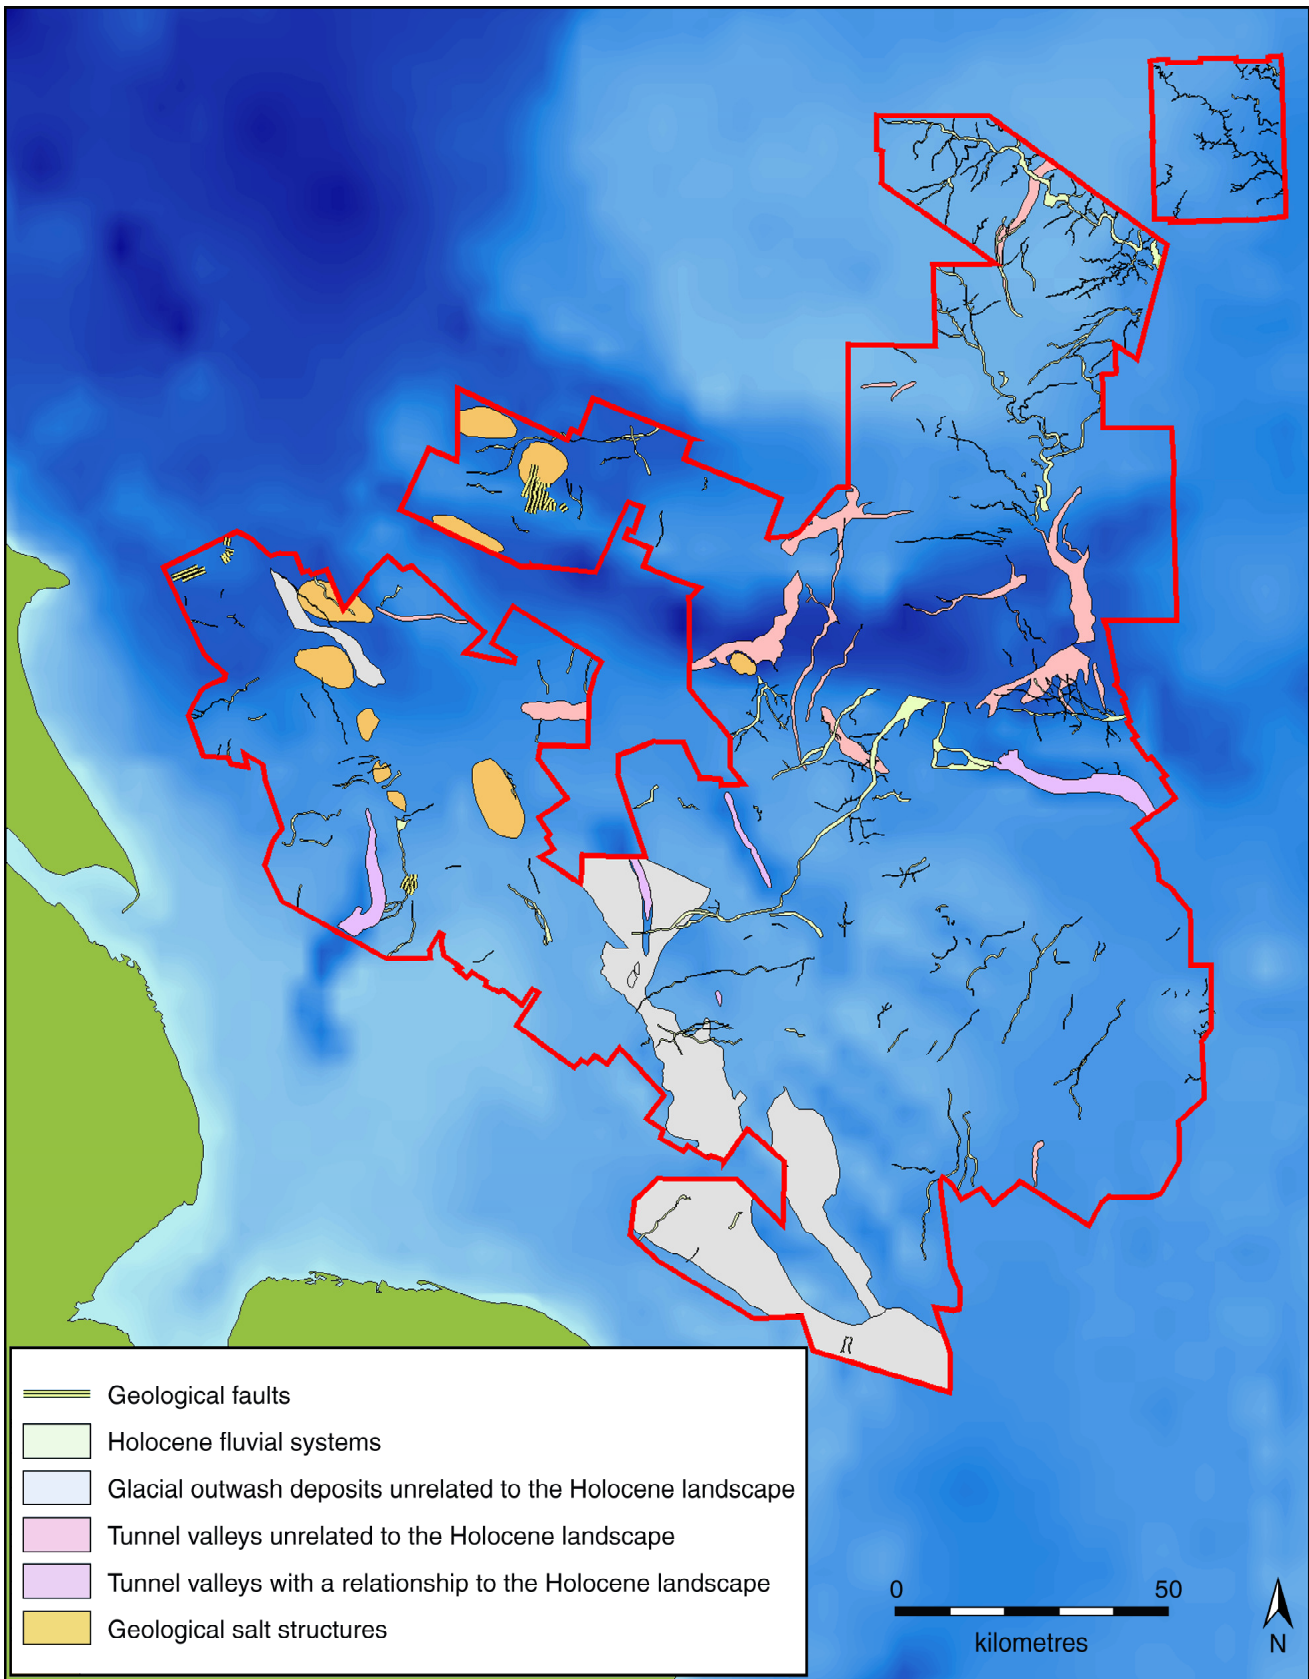 Geological faults
Holocene fluvial systems
Glacial outwash deposits unrelated to the Holocene landscape
Tunnel valleys unrelated to the Holocene landscape
Tunnel valleys with a relationship to the Holocene landscape
Geological salt structures
0 50
kilometres
N